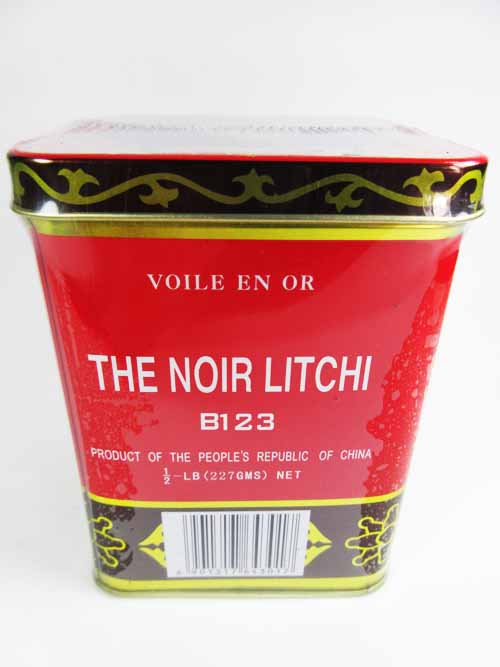 VOILE EN OR
THE NOIR LITCHI
B123
PRODUCT OF THE PEOPLE'S REPUBLIC OF CHINA
½-LB(227GMS) NET